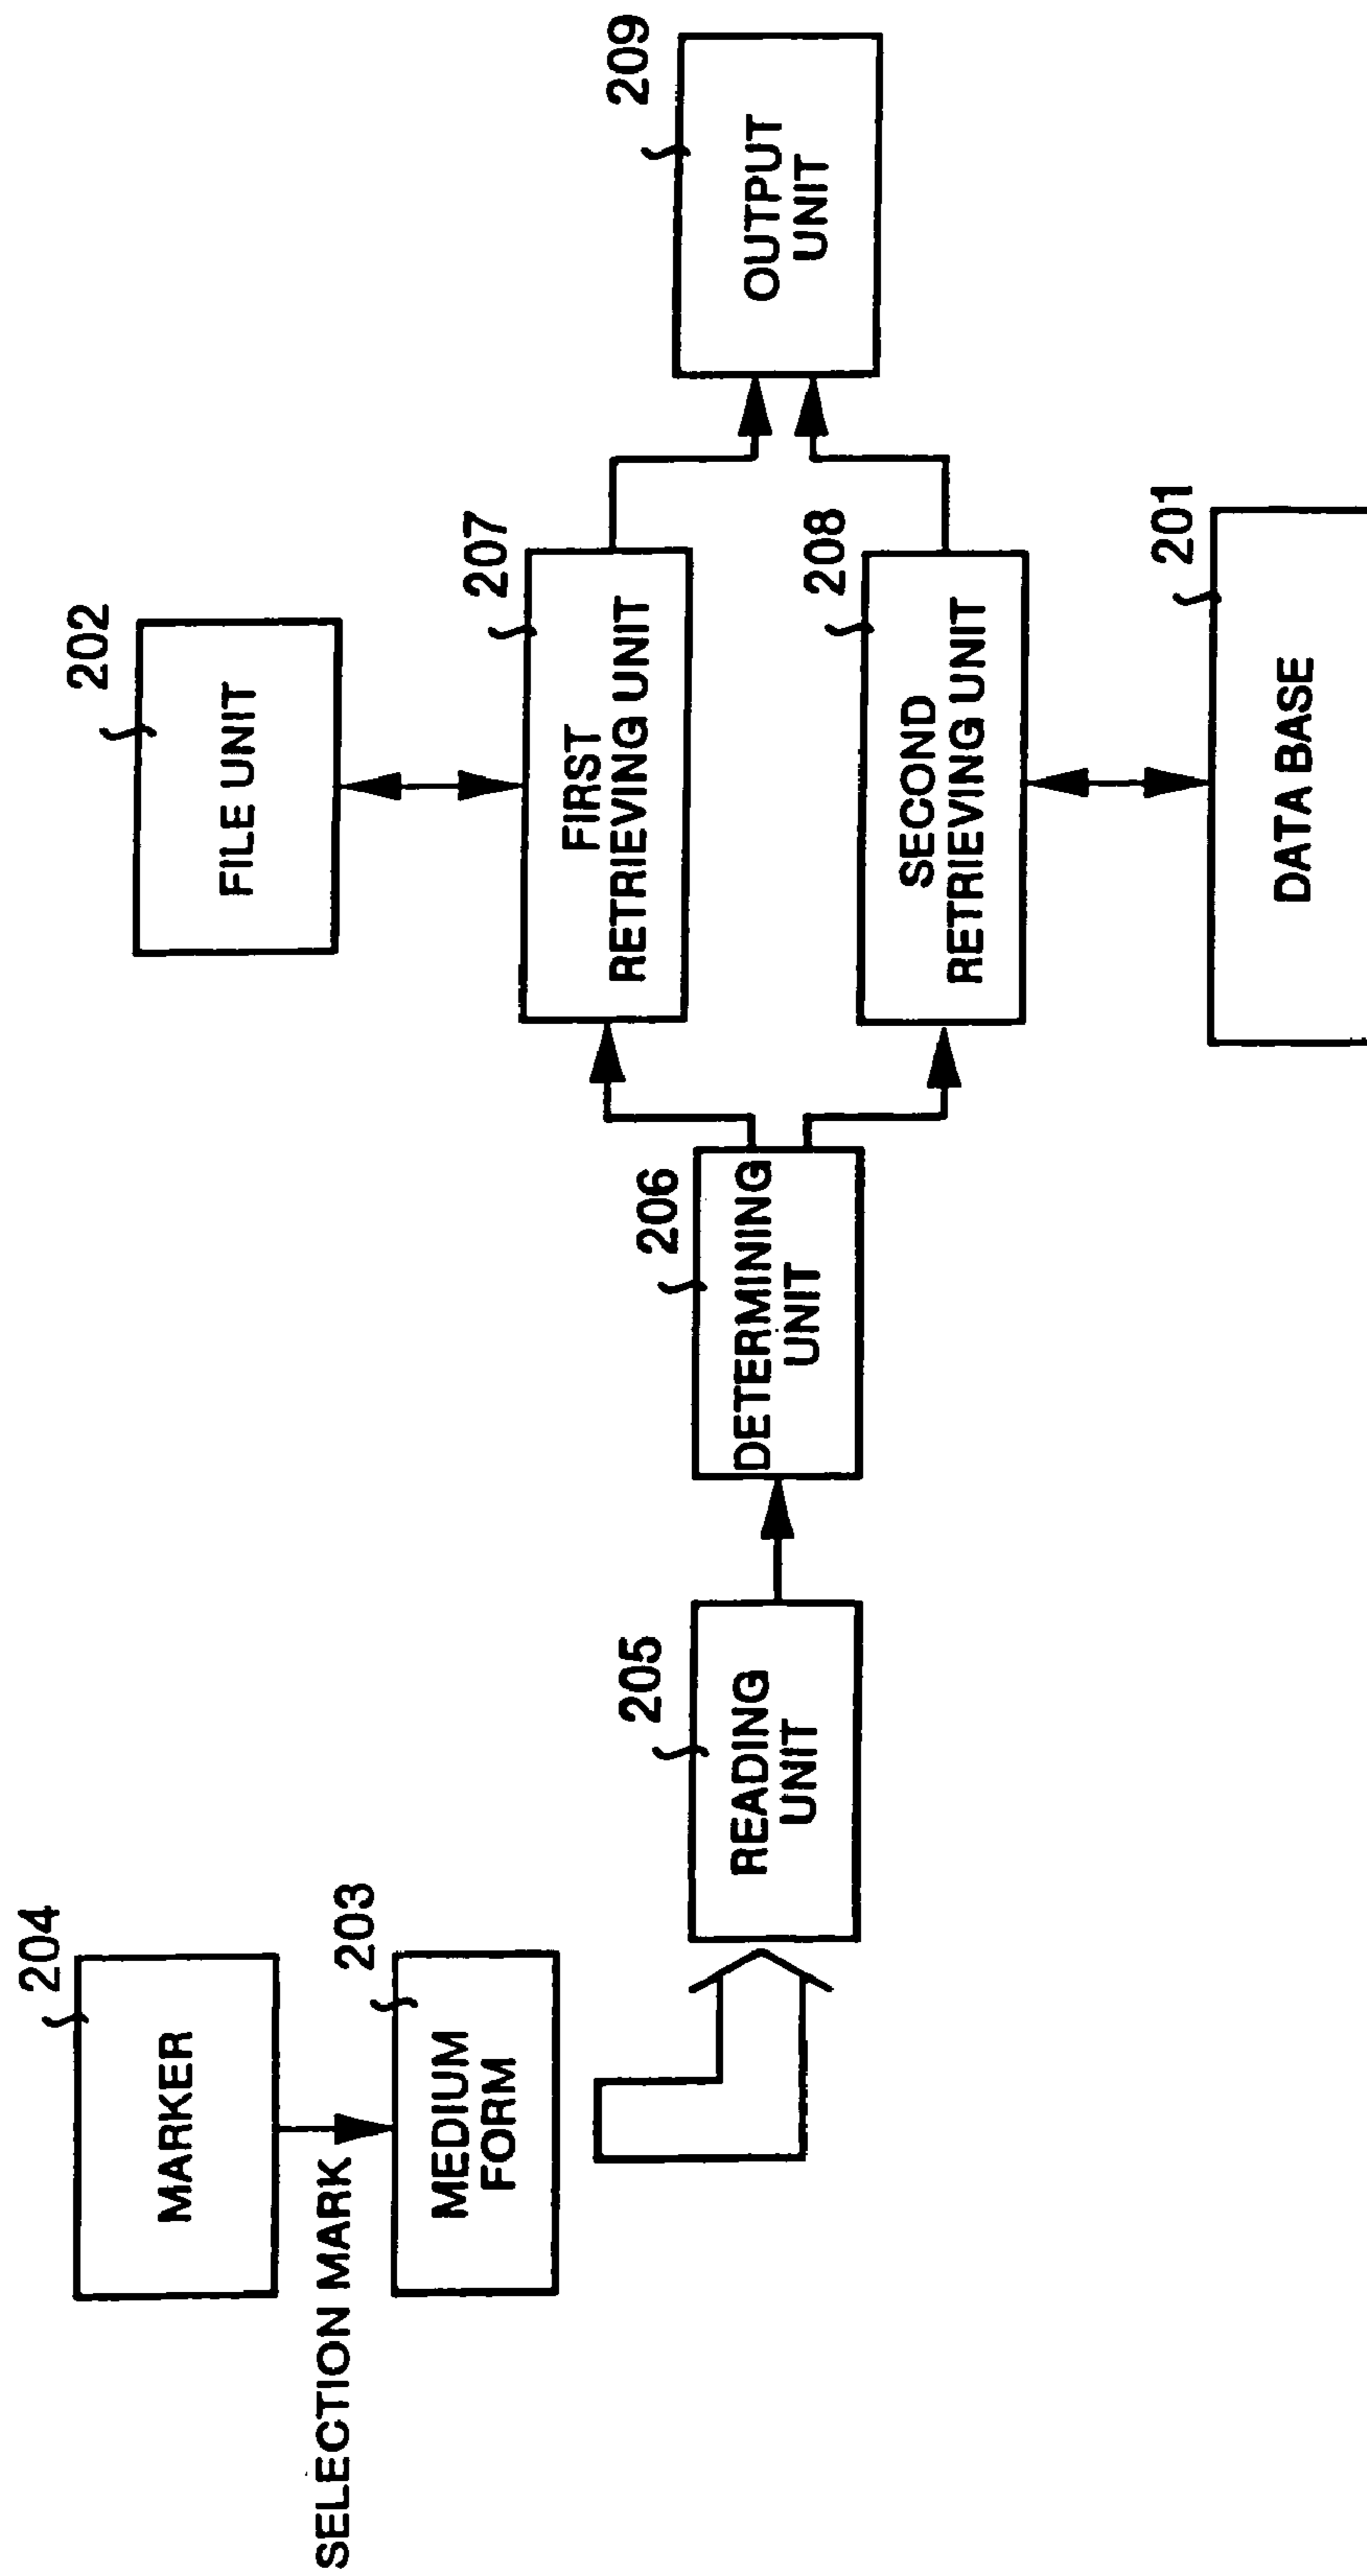 204
MARKER
SELECTION MARK
203
MEDIUM
FORM
205
READING
UNIT
206
DETERMINING
UNIT
202
FILE UNIT
207
FIRST
RETRIEVING UNIT
208
SECOND
RETRIEVING UNIT
201
DATA BASE
209
OUTPUT
UNIT